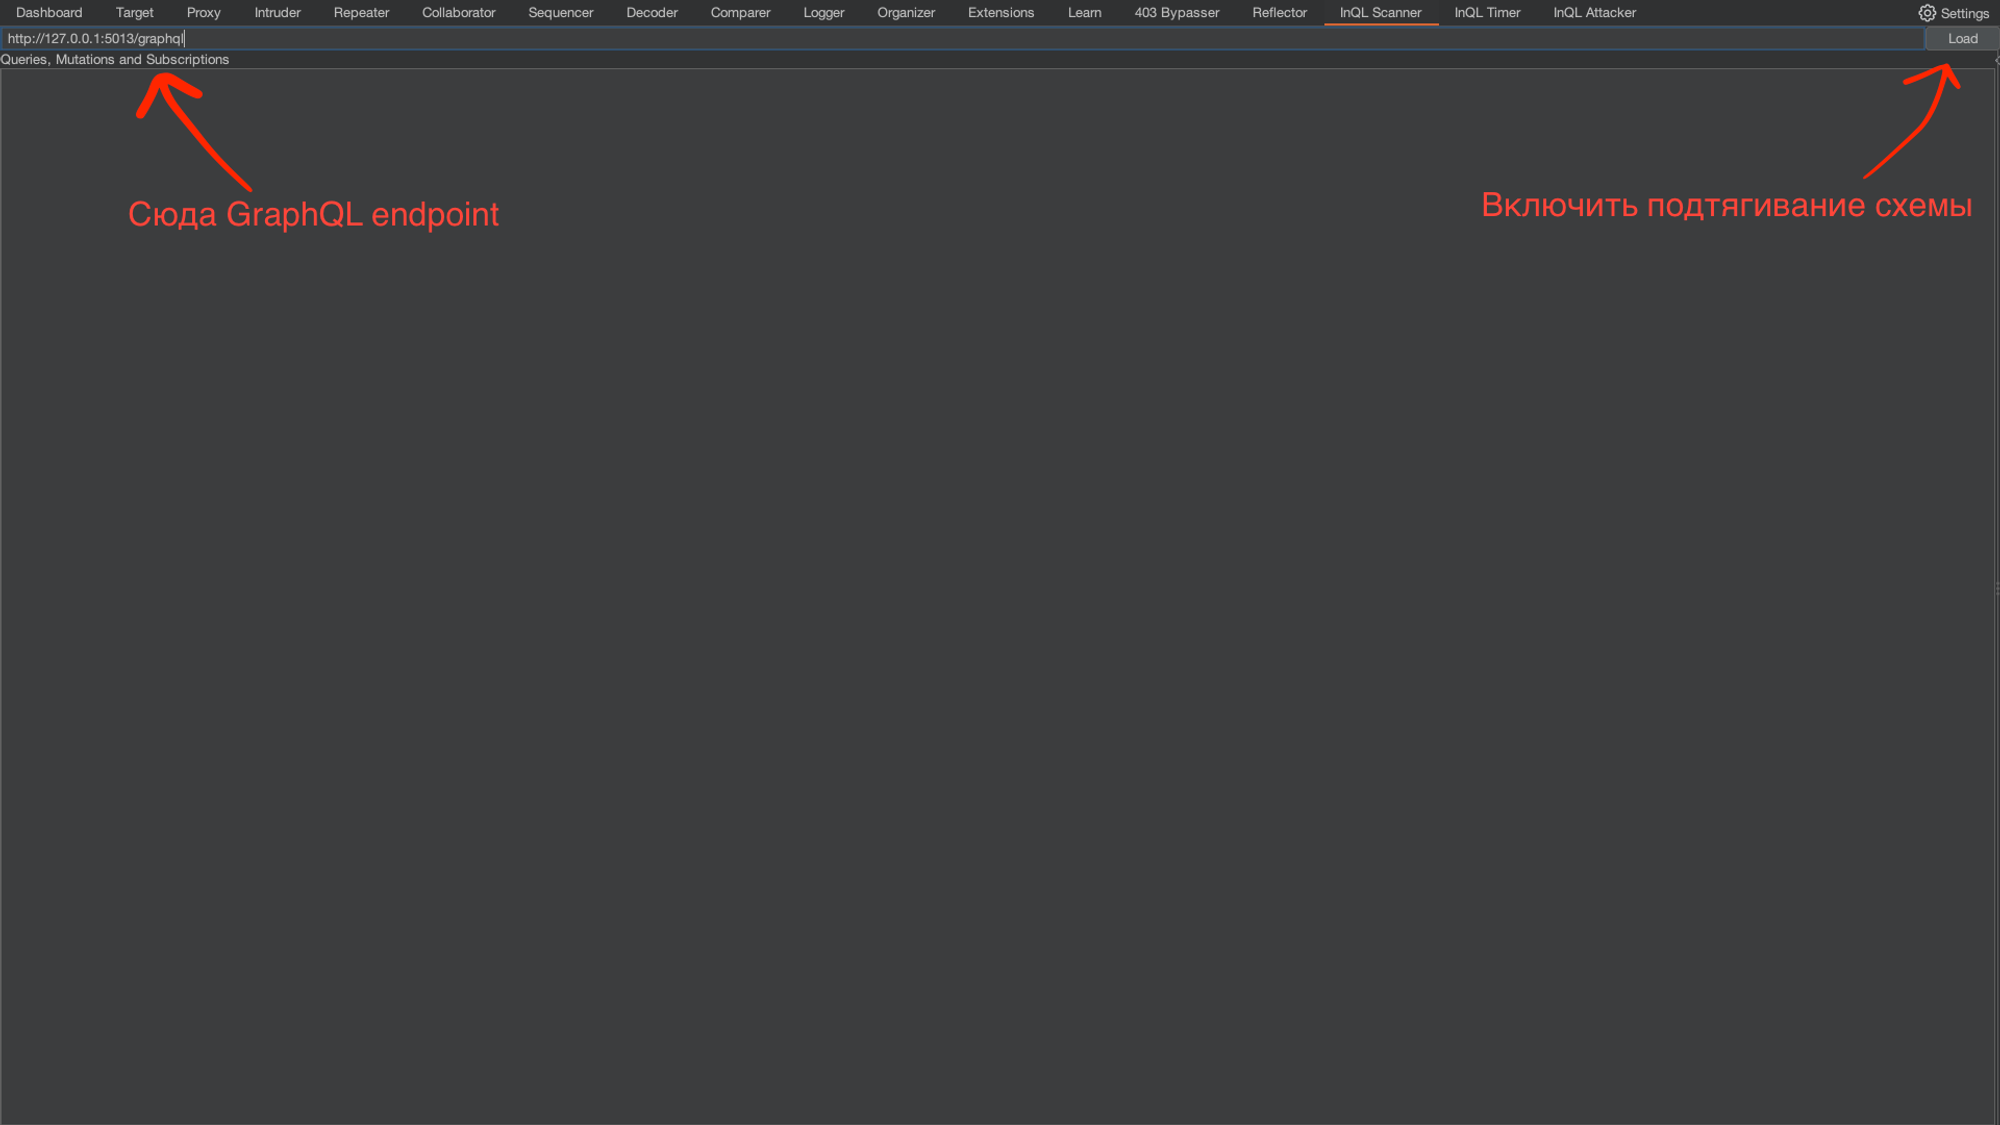 Dashboard Target Proxy Intruder Repeater Collaborator Sequencer Decoder Comparer Logger Organizer Extensions Learn 403 Bypasser Reflector InQL Scanner InQL Timer InQL Attacker Settings
http://127.0.0.1:5013/graphql Load
Queries, Mutations and Subscriptions
Сюда GraphQL endpoint
Включить подтягивание схемы